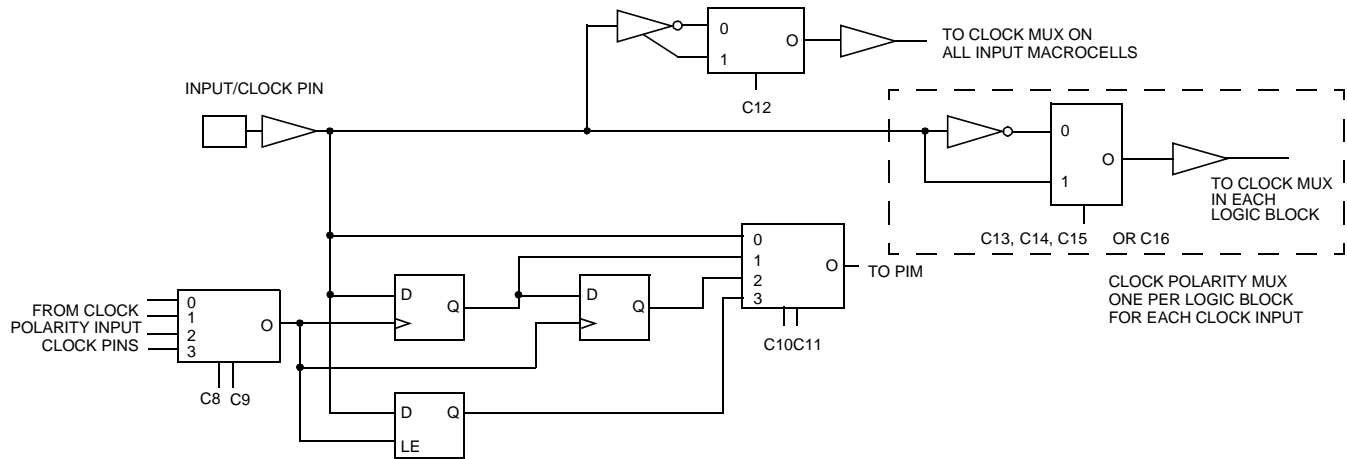 0
1
O
C12
TO CLOCK MUX ON
ALL INPUT MACROCELLS
INPUT/CLOCK PIN
0
1
O
TO CLOCK MUX
IN EACH
LOGIC BLOCK
C13, C14, C15 OR C16
CLOCK POLARITY MUX
ONE PER LOGIC BLOCK
FOR EACH CLOCK INPUT
0
1
2
3
O
TO PIM
C10C11
D
Q
D
Q
FROM CLOCK
POLARITY INPUT
CLOCK PINS
0
1
2
3
O
C8 C9
D
Q
LE